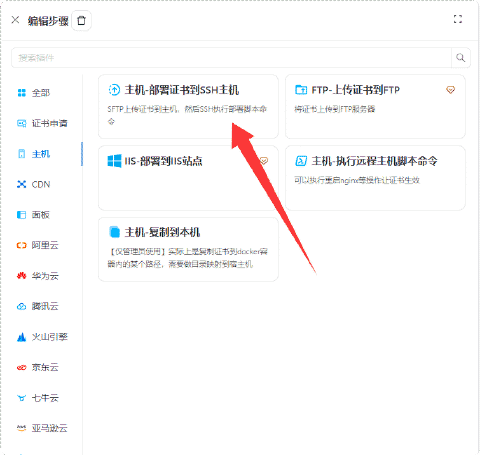 编辑步骤
搜索插件
全部
证书申请
主机
CDN
面板
阿里云
华为云
腾讯云
火山引擎
京东云
七牛云
亚马逊云
主机-部署证书到SSH主机
SFTP上传证书到主机，然后SSH执行部署脚本命
令
FTP-上传证书到FTP
将证书上传到FTP服务器
IIS-部署到IIS站点
主机-执行远程主机脚本命令
可以执行重启nginx等操作让证书生效
主机-复制到本机
【仅管理员使用】实际上是复制证书到docker容
器内的某个路径，需要做目录映射到宿主机